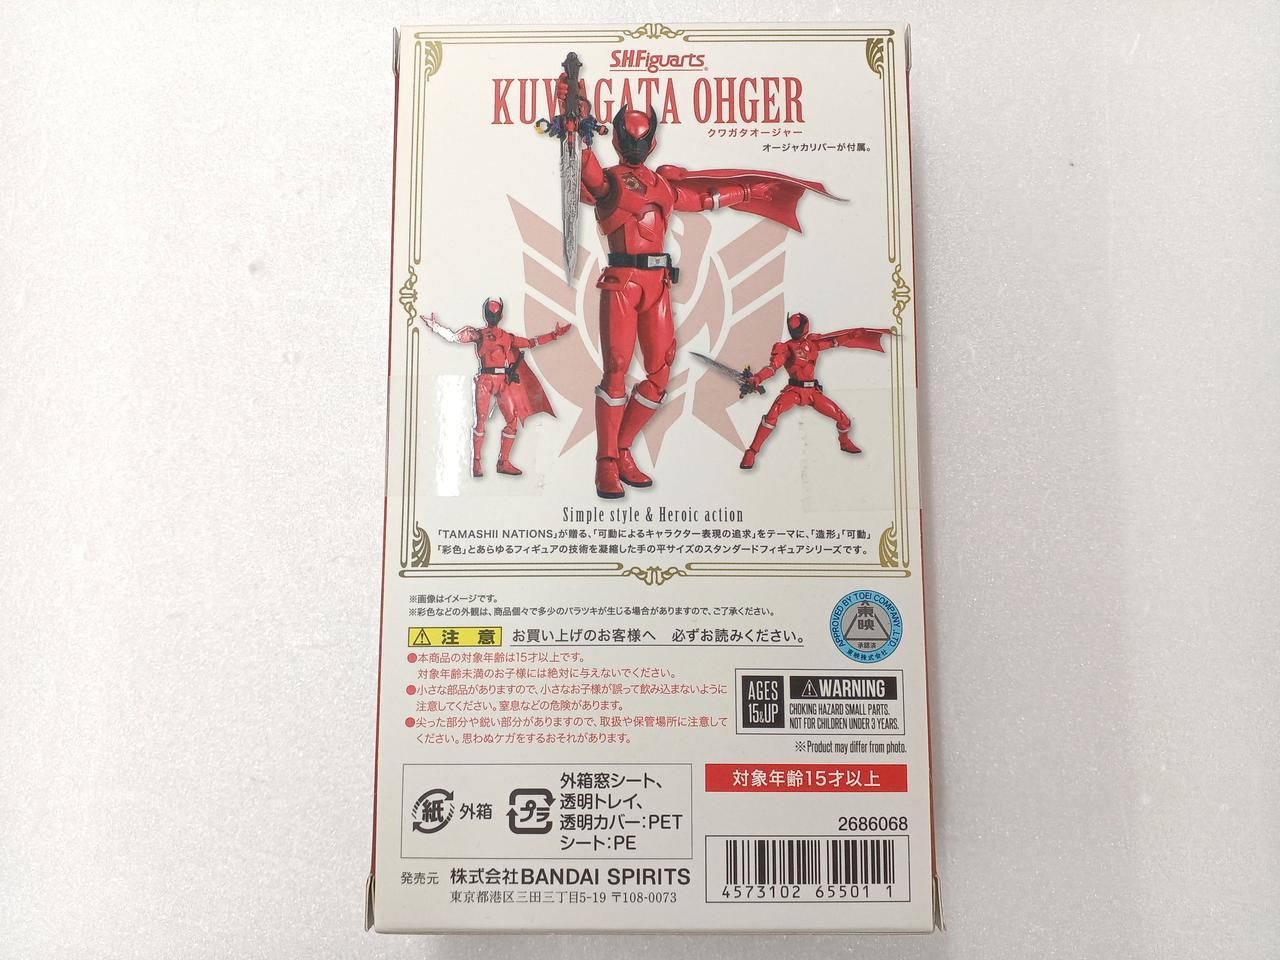 S.H.Figuarts
KUWAGATA OHGER
クワガタオージャー
オージャカリバーが付属。
Simple style & Heroic action
「TAMASHII NATIONS」が贈る、「可動によるキャラクター表現の追求」をテーマに、「造形」「可動」
「彩色」とあらゆるフィギュアの技術を凝縮した手の平サイズのスタンダードフィギュアシリーズです。
※画像はイメージです。
※彩色などの外観は、商品個々で多少のバラツキが生じる場合がありますので、ご了承ください。
注意 お買い上げのお客様へ 必ずお読みください。
●本商品の対象年齢は15才以上です。
対象年齢未満のお子様には絶対に与えないでください。
●小さな部品がありますので、小さなお子様が誤って飲み込まないように
注意してください。窒息などの危険があります。
●尖った部分や鋭い部分がありますので、取扱や保管場所に注意して
ください。思わぬケガをするおそれがあります。
APPROVED BY TOEI COMPANY, LTD.
東映
承認済
東映株式会社
AGES
15&UP
WARNING
CHOKING HAZARD SMALL PARTS.
NOT FOR CHILDREN UNDER 3 YEARS.
※Product may differ from photo.
対象年齢15才以上
紙 外箱
プラ
外箱窓シート、
透明トレイ、
透明カバー:PET
シート:PE
2686068
4573102 65501 1
発売元 株式会社BANDAI SPIRITS
東京都港区三田三丁目5-19 〒108-0073